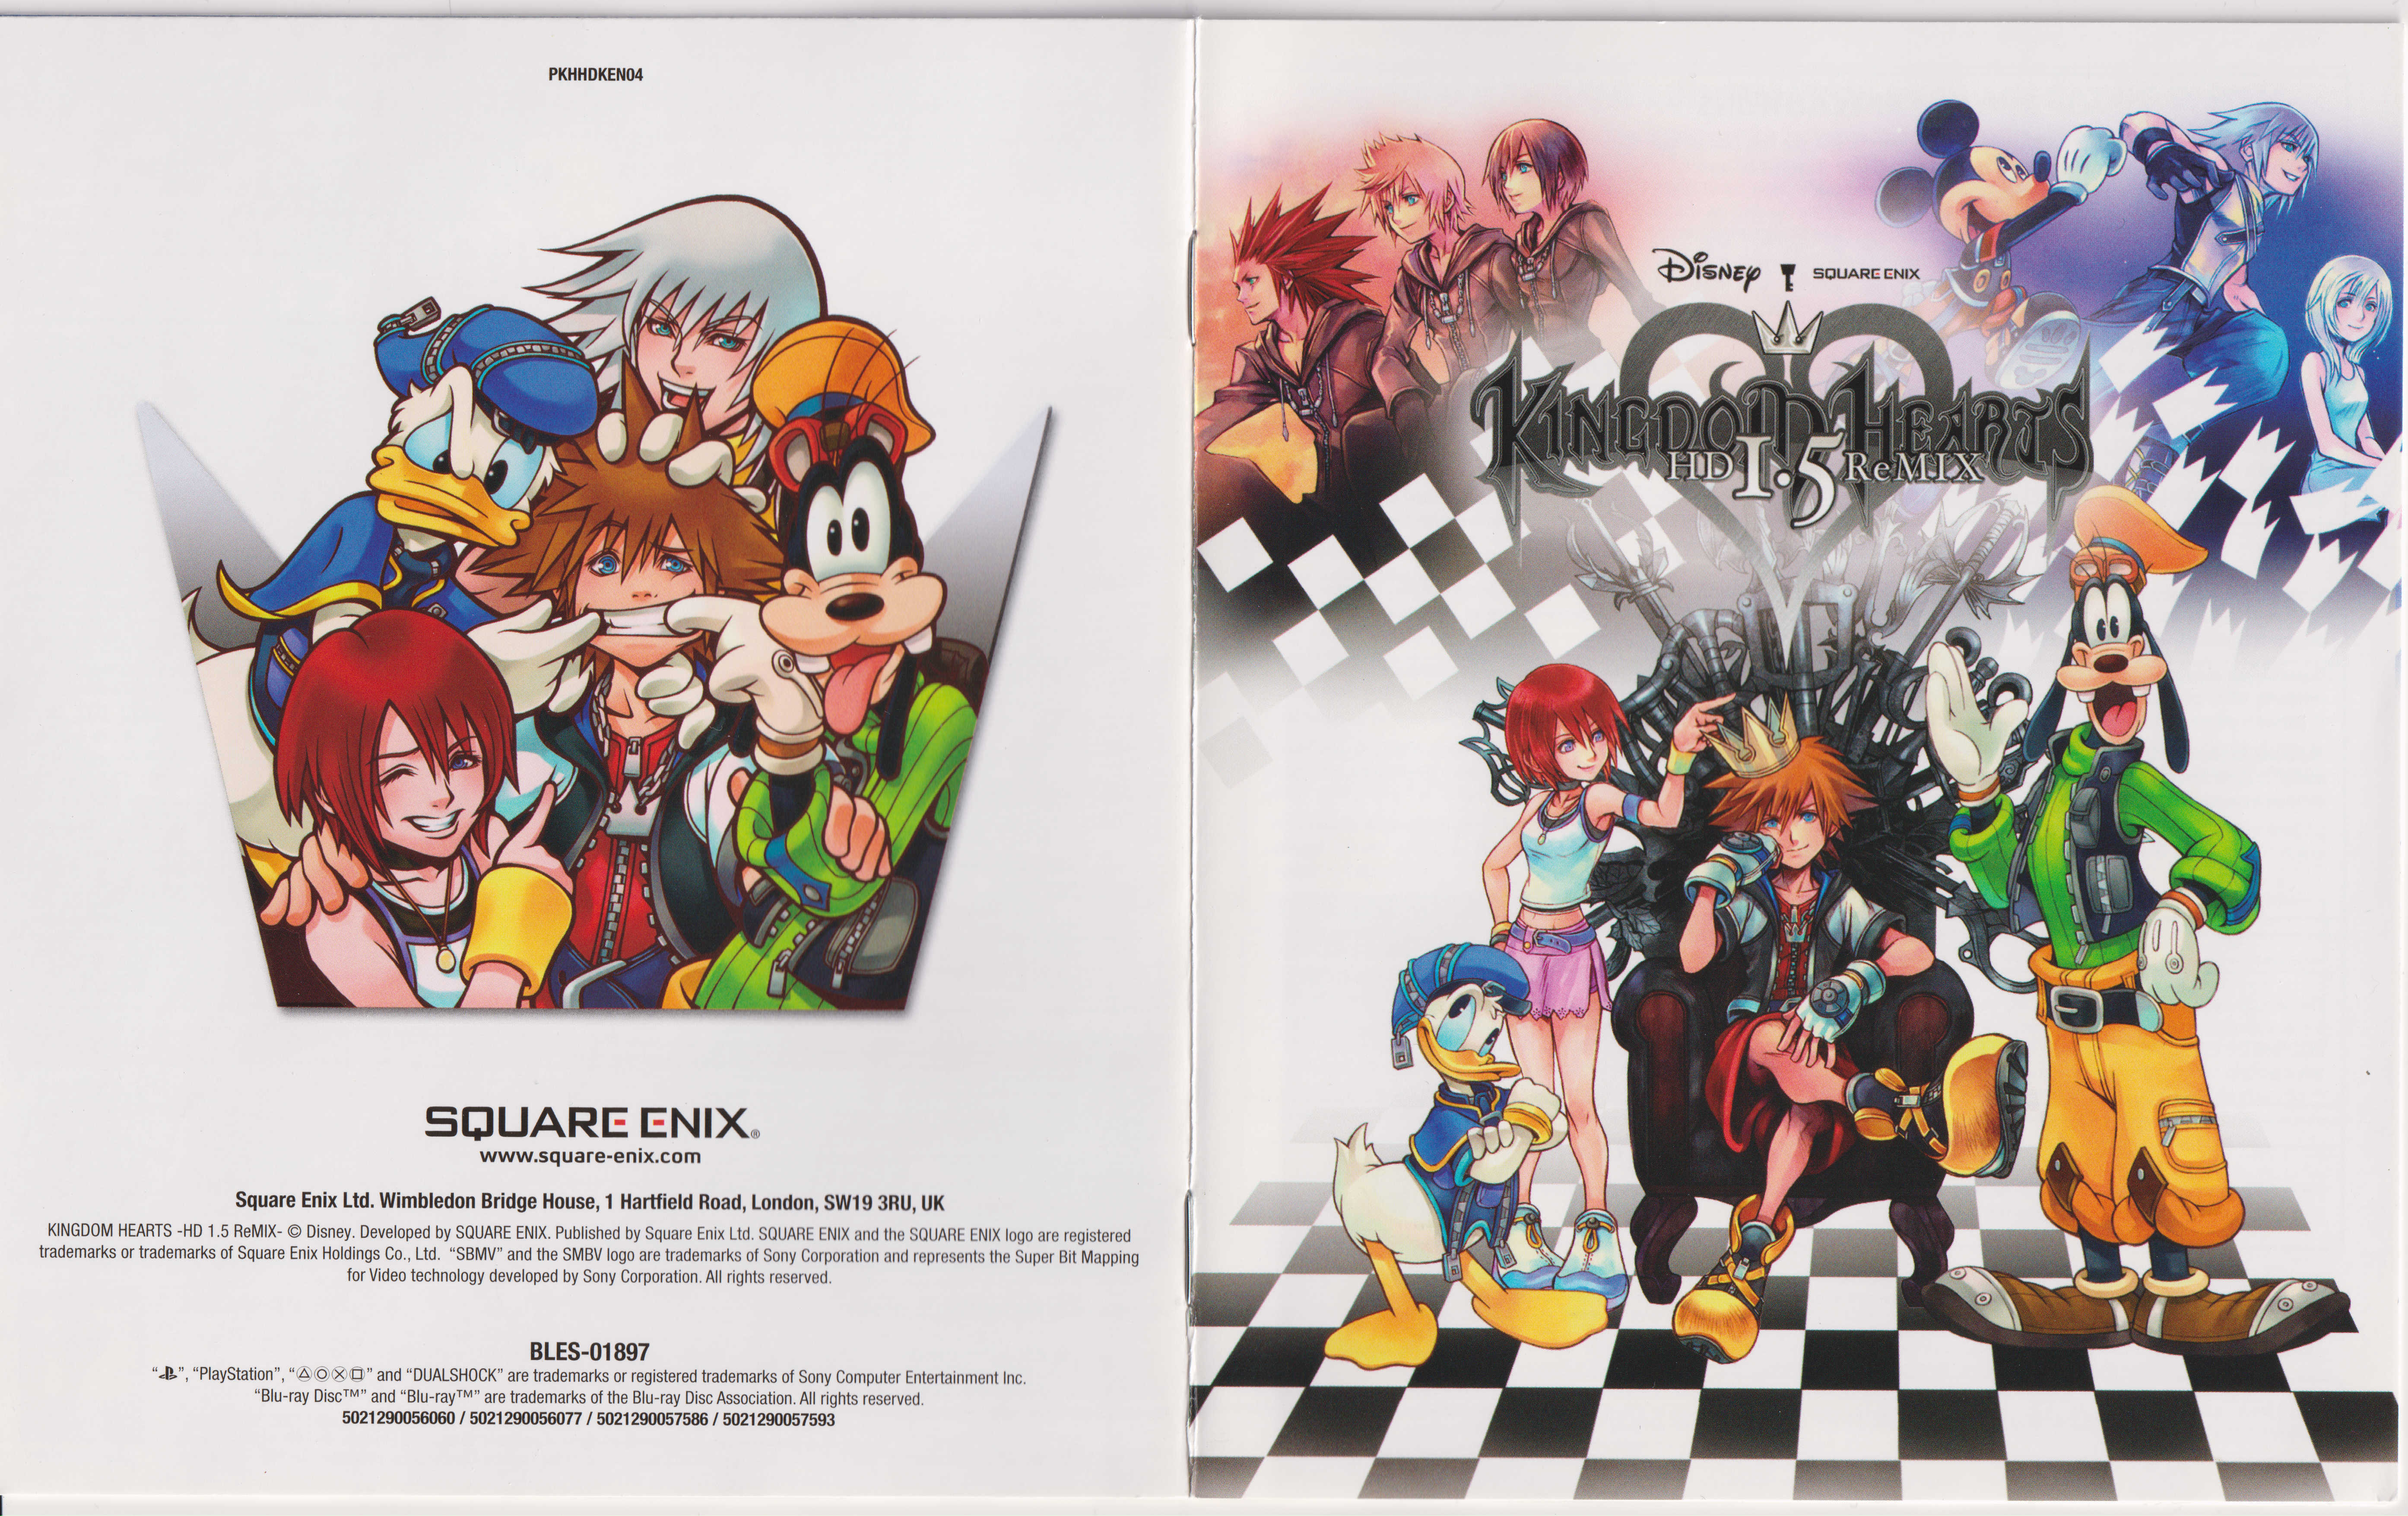 PKHHDKEN04
SQUARE ENIX®
www.square-enix.com
Square Enix Ltd. Wimbledon Bridge House, 1 Hartfield Road, London, SW19 3RU, UK
KINGDOM HEARTS -HD 1.5 ReMIX- © Disney. Developed by SQUARE ENIX. Published by Square Enix Ltd. SQUARE ENIX and the SQUARE ENIX logo are registered
trademarks or trademarks of Square Enix Holdings Co., Ltd. “SBMV” and the SMBV logo are trademarks of Sony Corporation and represents the Super Bit Mapping
for Video technology developed by Sony Corporation. All rights reserved.
BLES-01897
“”, “PlayStation”, “△○✕□” and “DUALSHOCK” are trademarks or registered trademarks of Sony Computer Entertainment Inc.
“Blu-ray Disc™” and “Blu-ray™” are trademarks of the Blu-ray Disc Association. All rights reserved.
5021290056060 / 5021290056077 / 5021290057586 / 5021290057593
Disney SQUARE ENIX
KINGDOM HEARTS
HD 1.5 ReMIX